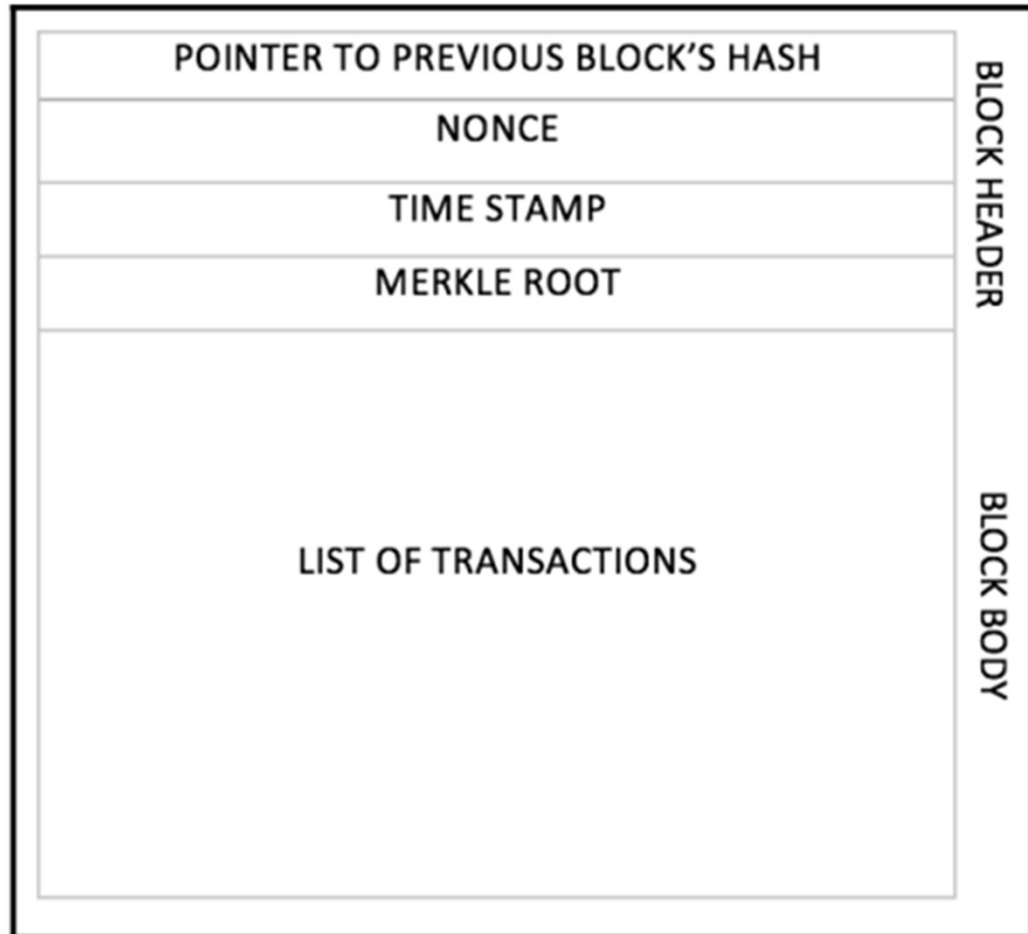 POINTER TO PREVIOUS BLOCK’S HASH
NONCE
TIME STAMP
MERKLE ROOT
BLOCK HEADER
LIST OF TRANSACTIONS
BLOCK BODY